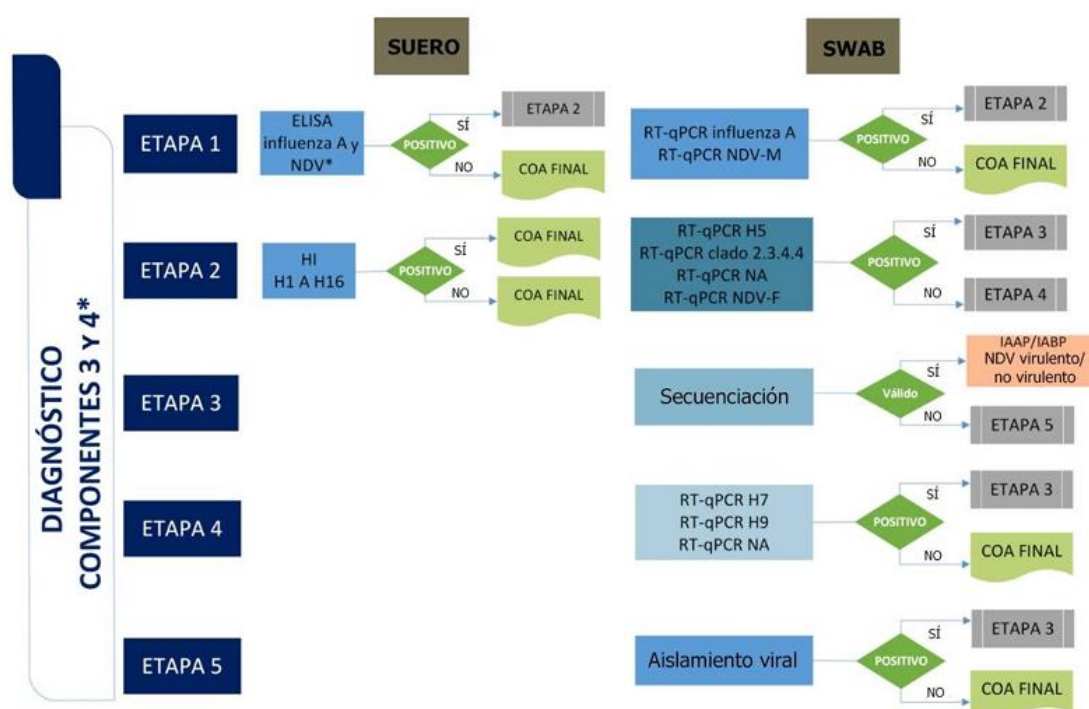 SUERO
SWAB
DIAGNÓSTICO
COMPONENTES 3 Y 4*
ETAPA 1
ELISA
influenza A y
NDV*
POSITIVO
SÍ
ETAPA 2
NO
COA FINAL
RT-qPCR influenza A
RT-qPCR NDV-M
POSITIVO
SÍ
ETAPA 2
NO
COA FINAL
ETAPA 2
HI
H1 A H16
POSITIVO
SÍ
COA FINAL
NO
COA FINAL
RT-qPCR H5
RT-qPCR clado 2.3.4.4
RT-qPCR NA
RT-qPCR NDV-F
POSITIVO
SÍ
ETAPA 3
NO
ETAPA 4
ETAPA 3
Secuenciación
Válido
SÍ
IAAP/IABP
NDV virulento/
no virulento
NO
ETAPA 5
ETAPA 4
RT-qPCR H7
RT-qPCR H9
RT-qPCR NA
POSITIVO
SÍ
ETAPA 3
NO
COA FINAL
ETAPA 5
Aislamiento viral
POSITIVO
SÍ
ETAPA 3
NO
COA FINAL